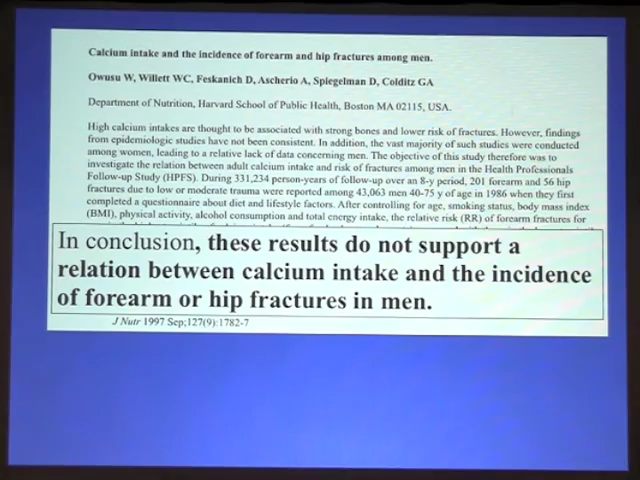 Calcium intake and the incidence of forearm and hip fractures among men.
Owusu W, Willett WC, Feskanich D, Ascherio A, Spiegelman D, Colditz GA
Department of Nutrition, Harvard School of Public Health, Boston MA 02115, USA.
High calcium intakes are thought to be associated with strong bones and lower risk of fractures. However, findings
from epidemiologic studies have not been consistent. In addition, the vast majority of such studies were conducted
among women, leading to a relative lack of data concerning men. The objective of this study therefore was to
investigate the relation between adult calcium intake and risk of fractures among men in the Health Professionals
Follow-up Study (HPFS). During 331,234 person-years of follow-up over an 8-y period, 201 forearm and 56 hip
fractures due to low or moderate trauma were reported among 43,063 men 40-75 y of age in 1986 when they first
completed a questionnaire about diet and lifestyle factors. After controlling for age, smoking status, body mass index
(BMI), physical activity, alcohol consumption and total energy intake, the relative risk (RR) of forearm fractures for
In conclusion, these results do not support a
relation between calcium intake and the incidence
of forearm or hip fractures in men.
J Nutr 1997 Sep;127(9):1782-7